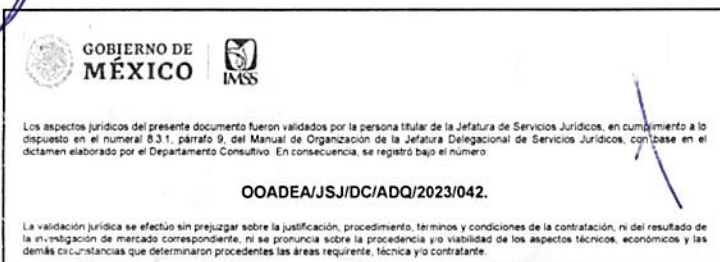 GOBIERNO DE
MÉXICO
IMSS
Los aspectos jurídicos del presente documento fueron validados por la persona titular de la Jefatura de Servicios Jurídicos, en cumplimiento a lo
dispuesto en el numeral 8.3.1, párrafo 9, del Manual de Organización de la Jefatura Delegacional de Servicios Jurídicos, con base en el
dictamen elaborado por el Departamento Consultivo. En consecuencia, se registró bajo el número:
OOADEA/JSJ/DC/ADQ/2023/042.
La validación jurídica se efectúo sin prejuzgar sobre la justificación, procedimiento, términos y condiciones de la contratación, ni del resultado de
la investigación de mercado correspondiente, ni se pronuncia sobre la procedencia y/o viabilidad de los aspectos técnicos, económicos y las
demás circunstancias que determinaron procedentes las áreas requirente, técnica y/o contratante.